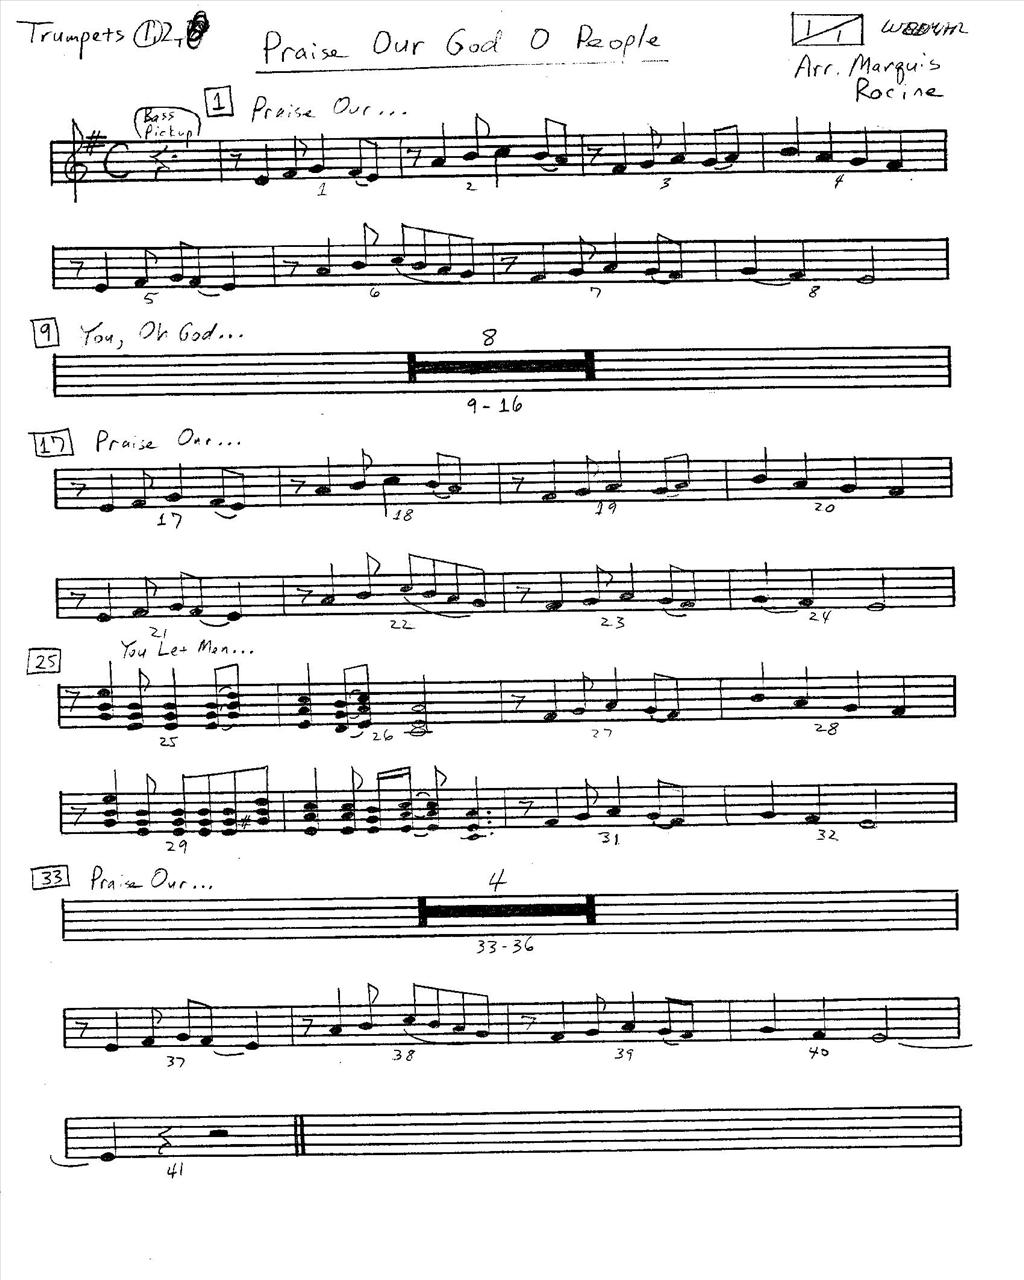 Trumpets 1,2,
Praise Our God O People
1/1
Arr. Marquis
Rocine
Bass
Pickup
1 Praise Our...
1 2 3 4
5 6 7 8
9 You, Oh God...
8
9-16
17 Praise Our...
17 18 19 20
21 22 23 24
25 You Let Men...
25 26 27 28
29 31 32
33 Praise Our...
4
33-36
37 38 39 40
41